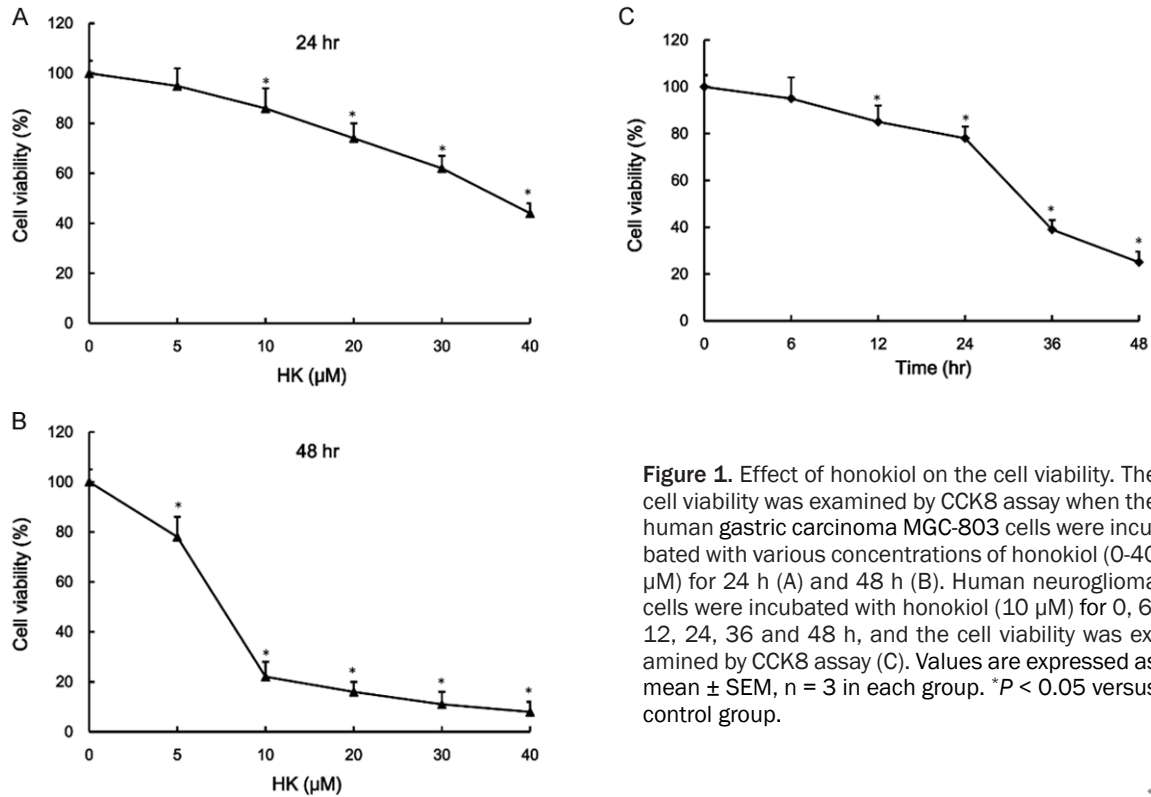 A
120
100
80
60
40
20
0
Cell viability (%)
24 hr
*
*
*
*
0 5 10 20 30 40
HK (µM)
B
120
100
80
60
40
20
0
Cell viability (%)
48 hr
*
*
*
*
*
0 5 10 20 30 40
HK (µM)
C
120
100
80
60
40
20
0
Cell viability (%)
*
*
*
*
0 6 12 24 36 48
Time (hr)
Figure 1. Effect of honokiol on the cell viability. The
cell viability was examined by CCK8 assay when the
human gastric carcinoma MGC-803 cells were incu-
bated with various concentrations of honokiol (0-40
µM) for 24 h (A) and 48 h (B). Human neuroglioma
cells were incubated with honokiol (10 µM) for 0, 6,
12, 24, 36 and 48 h, and the cell viability was ex-
amined by CCK8 assay (C). Values are expressed as
mean ± SEM, n = 3 in each group. *P < 0.05 versus
control group.